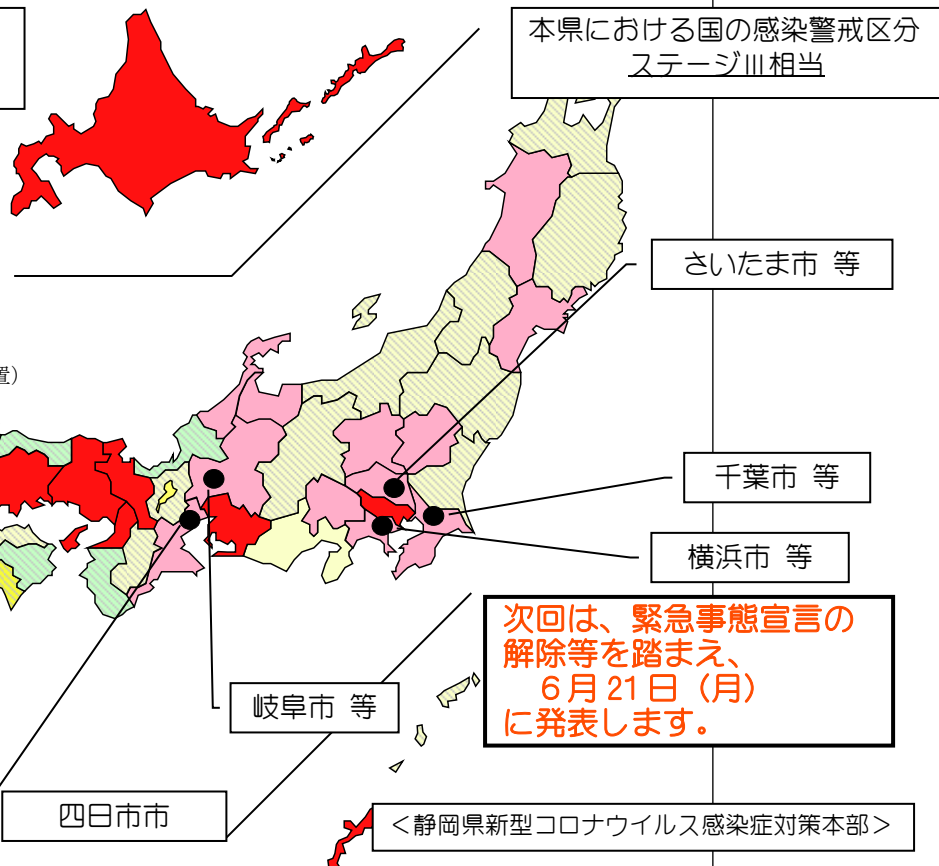 本県における国の感染警戒区分
ステージⅢ相当
さいたま市 等
置）
千葉市 等
横浜市 等
次回は、緊急事態宣言の
解除等を踏まえ、
６月21日（月）
に発表します。
岐阜市 等
四日市市
＜静岡県新型コロナウイルス感染症対策本部＞